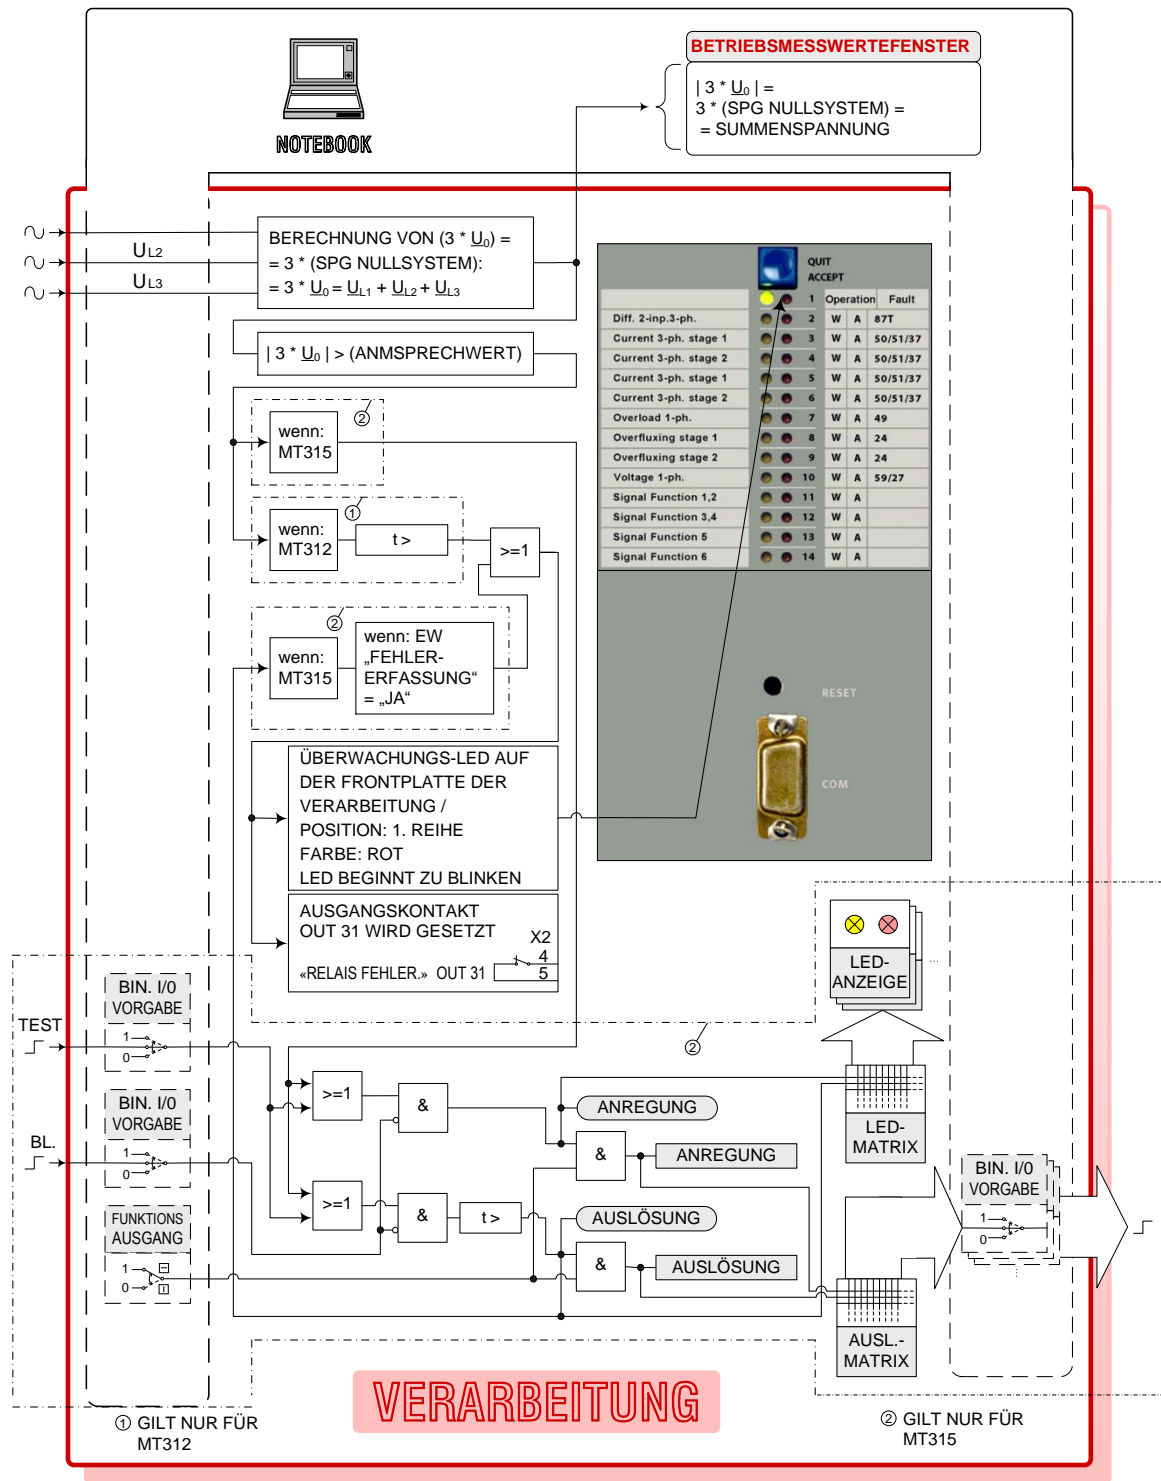 NOTEBOOK
BETRIEBSMESSWERTEFENSTER
| 3 * U0 | =
3 * (SPG NULLSYSTEM) =
= SUMMENSPANNUNG
UL2
UL3
BERECHNUNG VON (3 * U0) =
= 3 * (SPG NULLSYSTEM):
= 3 * U0 = UL1 + UL2 + UL3
| 3 * U0 | > (ANMSPRECHWERT)
QUIT
ACCEPT
1 Operation Fault
Diff. 2-inp.3-ph. 2 W A 87T
Current 3-ph. stage 1 3 W A 50/51/37
Current 3-ph. stage 2 4 W A 50/51/37
Current 3-ph. stage 1 5 W A 50/51/37
Current 3-ph. stage 2 6 W A 50/51/37
Overload 1-ph. 7 W A 49
Overfluxing stage 1 8 W A 24
Overfluxing stage 2 9 W A 24
Voltage 1-ph. 10 W A 59/27
Signal Function 1,2 11 W A
Signal Function 3,4 12 W A
Signal Function 5 13 W A
Signal Function 6 14 W A
RESET
COM
②
wenn:
MT315
①
wenn:
MT312
t >
>=1
②
wenn:
MT315
wenn: EW
„FEHLER-
ERFASSUNG“
= „JA“
ÜBERWACHUNGS-LED AUF
DER FRONTPLATTE DER
VERARBEITUNG /
POSITION: 1. REIHE
FARBE: ROT
LED BEGINNT ZU BLINKEN
AUSGANGSKONTAKT
OUT 31 WIRD GESETZT
X2
4
«RELAIS FEHLER.» OUT 31 5
LED-
ANZEIGE
...
②
TEST
BIN. I/0
VORGABE
1
0
BL.
BIN. I/0
VORGABE
1
0
FUNKTIONS
AUSGANG
1
0
>=1
&
ANREGUNG
&
ANREGUNG
>=1
&
t >
AUSLÖSUNG
&
AUSLÖSUNG
LED-
MATRIX
BIN. I/0
VORGABE
1
0
...
AUSL.-
MATRIX
VERARBEITUNG
① GILT NUR FÜR
MT312
② GILT NUR FÜR
MT315